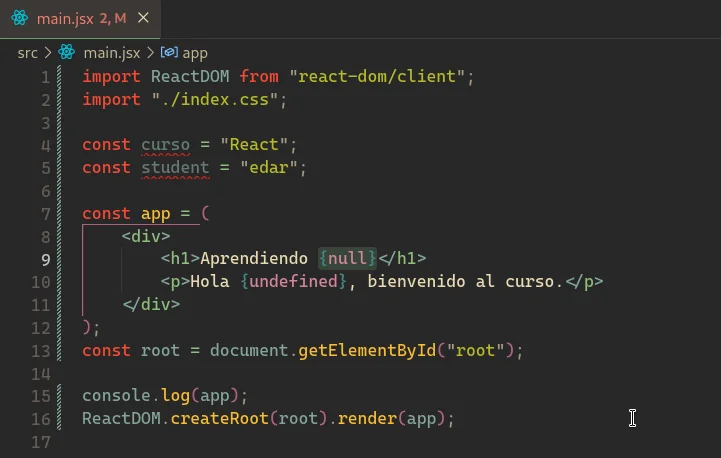 main.jsx 2, M
src > main.jsx > app
1 import ReactDOM from "react-dom/client";
2 import "./index.css";
3
4 const curso = "React";
5 const student = "edar";
6
7 const app = (
8     <div>
9         <h1>Aprendiendo {null}</h1>
10         <p>Hola {undefined}, bienvenido al curso.</p>
11     </div>
12 );
13 const root = document.getElementById("root");
14
15 console.log(app);
16 ReactDOM.createRoot(root).render(app);
17